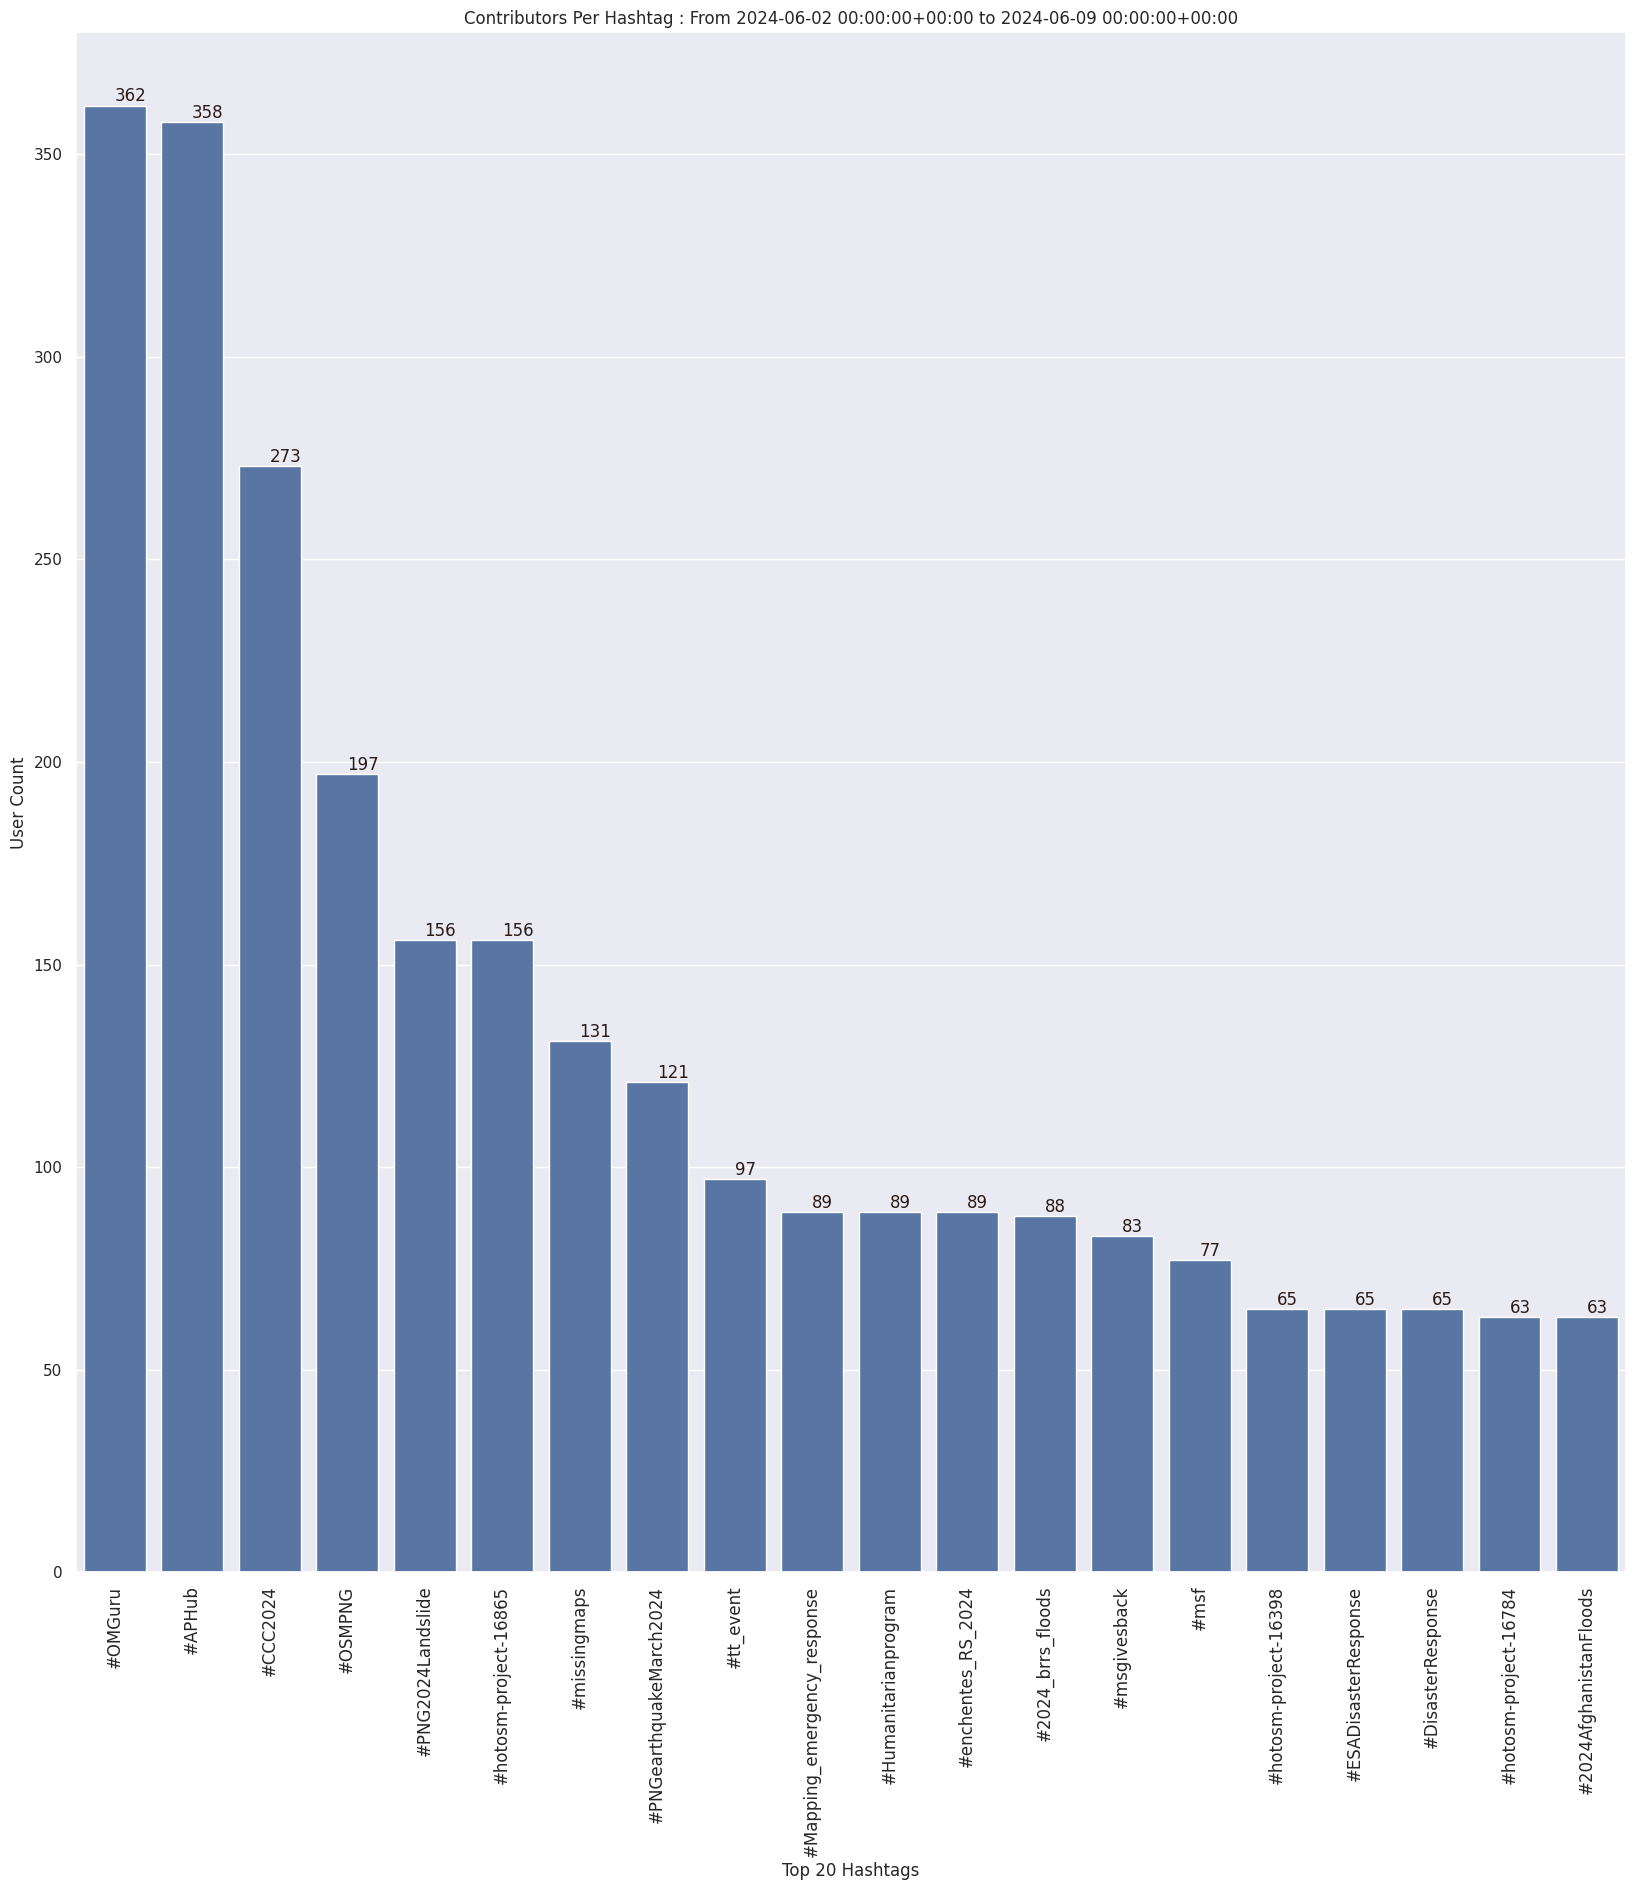 Contributors Per Hashtag : From 2024-06-02 00:00:00+00:00 to 2024-06-09 00:00:00+00:00
User Count
350
300
250
200
150
100
50
0
362
358
273
197
156
156
131
121
97
89
89
89
88
83
77
65
65
65
63
63
#OMGuru
#APHub
#CCC2024
#OSMPNG
#PNG2024Landslide
#hotosm-project-16865
#missingmaps
#PNGearthquakeMarch2024
#tt_event
#Mapping_emergency_response
#Humanitarianprogram
#enchentes_RS_2024
#2024_brrs_floods
#msgivesback
#msf
#hotosm-project-16398
#ESADisasterResponse
#DisasterResponse
#hotosm-project-16784
#2024AfghanistanFloods
Top 20 Hashtags